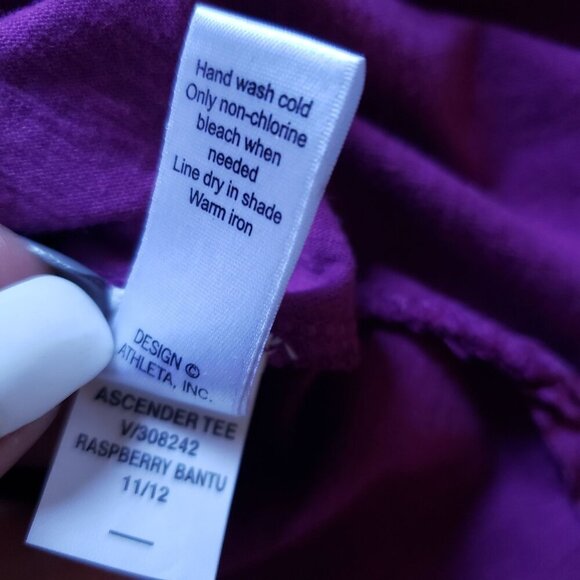 Hand wash cold
Only non-chlorine
bleach when
needed
Line dry in shade
Warm iron
DESIGN ©
ATHLETA, INC.
ASCENDER TEE
V/308242
RASPBERRY BANTU
11/12